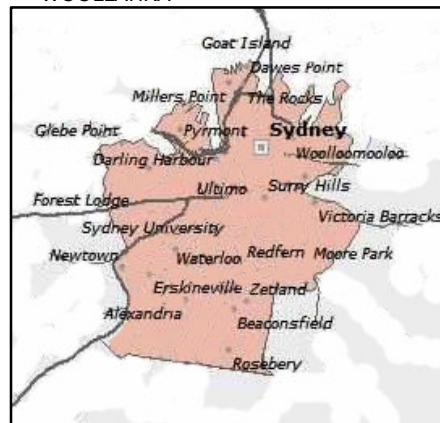 Goat Island
Dawes Point
Millers Point
The Rocks
Glebe Point
Pyrmont
Sydney
Darling Harbour
Woolloomooloo
Ultimo
Surry Hills
Forest Lodge
Victoria Barracks
Sydney University
Newtown
Waterloo
Redfern
Moore Park
Erskineville
Zetland
Alexandria
Beaconsfield
Rosebery